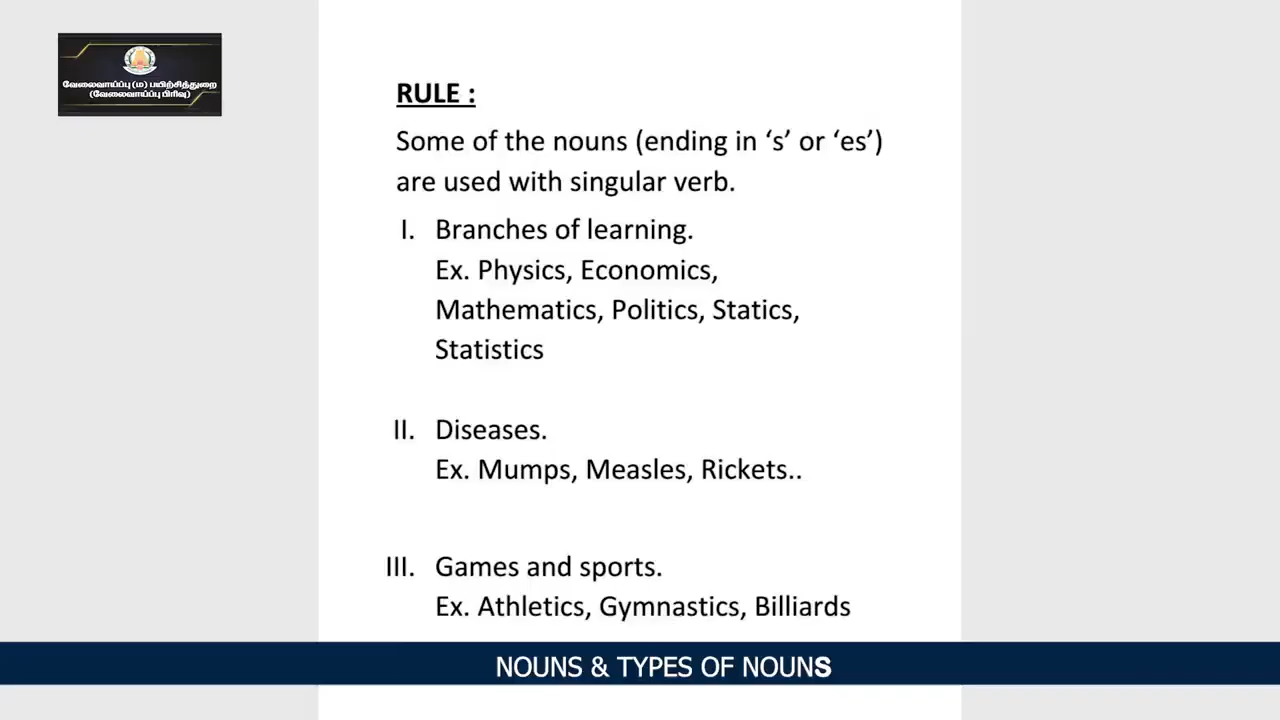 வேலைவாய்ப்பு (ம) பயிற்சித்துறை
(வேலைவாய்ப்பு பிரிவு)
RULE :
Some of the nouns (ending in ‘s’ or ‘es’)
are used with singular verb.
I. Branches of learning.
Ex. Physics, Economics,
Mathematics, Politics, Statics,
Statistics
II. Diseases.
Ex. Mumps, Measles, Rickets..
III. Games and sports.
Ex. Athletics, Gymnastics, Billiards
NOUNS & TYPES OF NOUNS